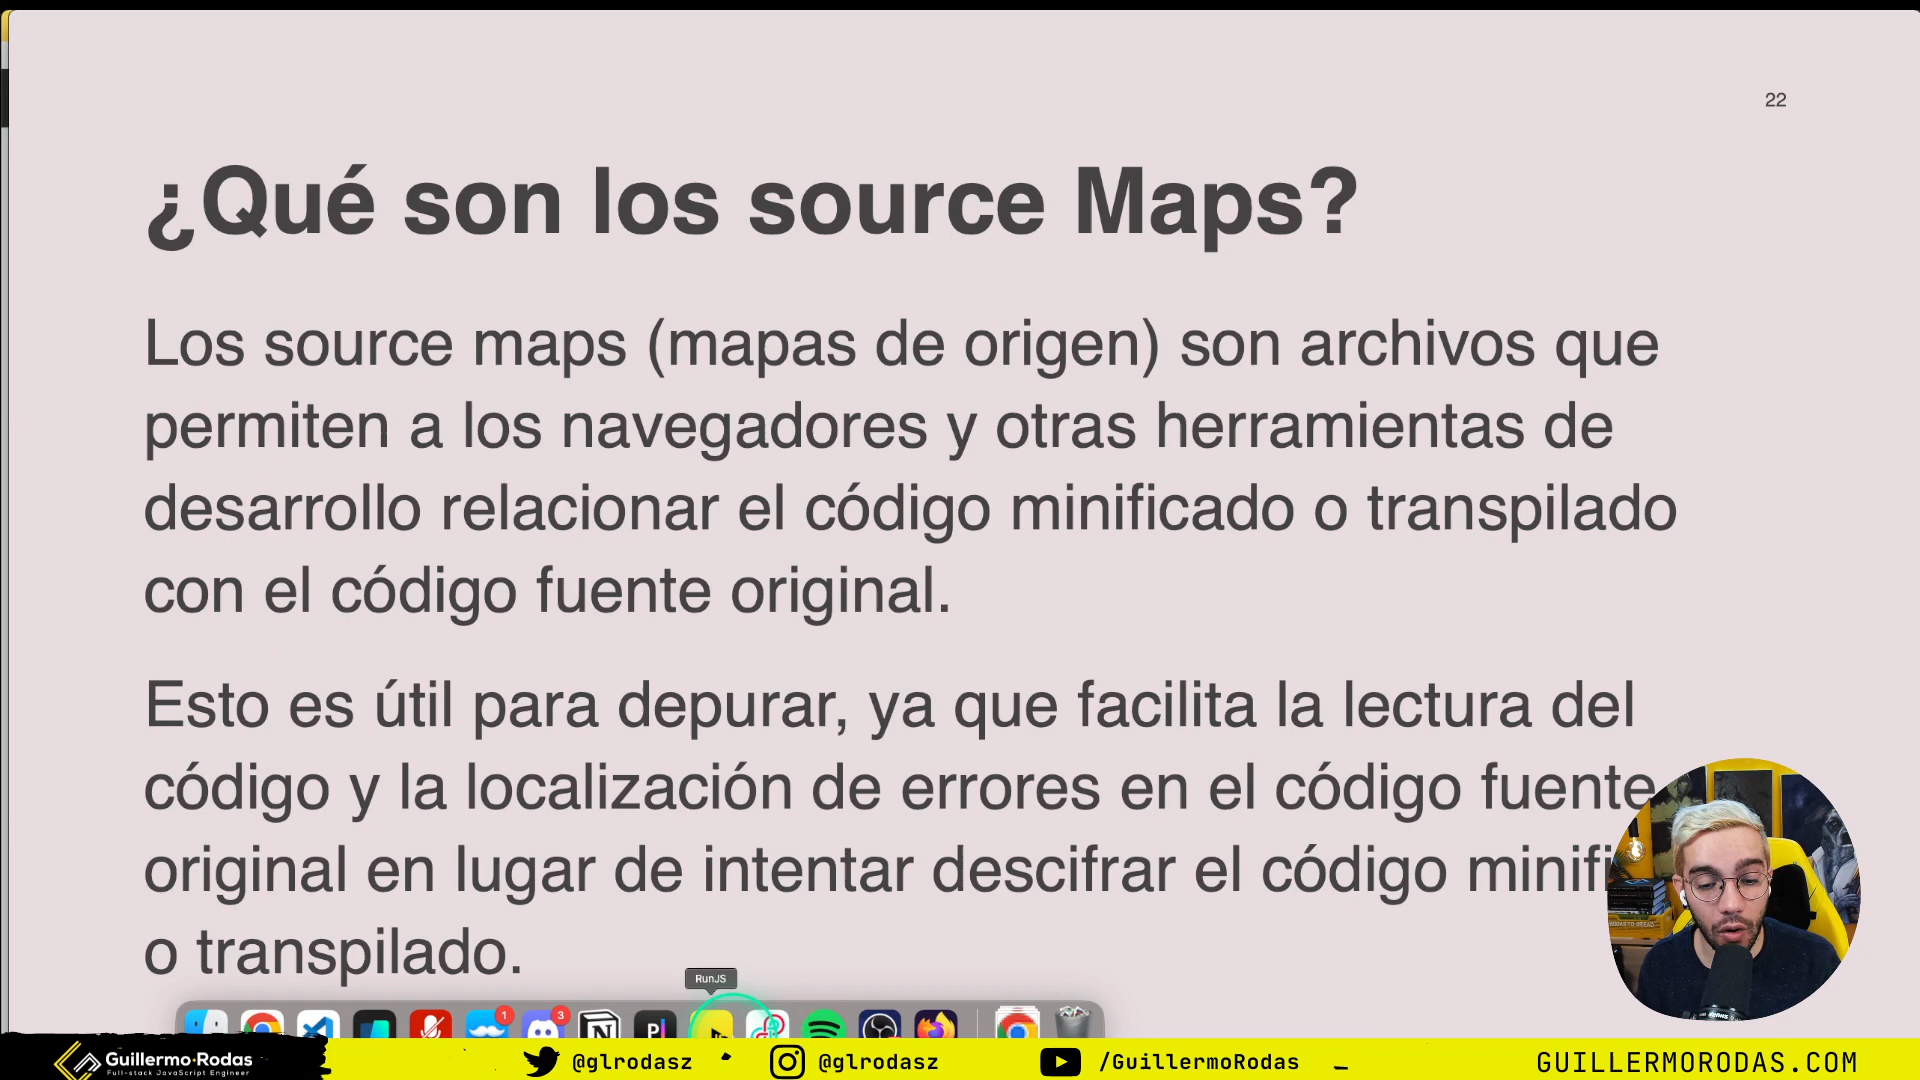 22
¿Qué son los source Maps?
Los source maps (mapas de origen) son archivos que
permiten a los navegadores y otras herramientas de
desarrollo relacionar el código minificado o transpilado
con el código fuente original.
Esto es útil para depurar, ya que facilita la lectura del
código y la localización de errores en el código fuente
original en lugar de intentar descifrar el código minifi
o transpilado.
RunJS
1
3
Guillermo·Rodas
Full-stack JavaScript Engineer
@glrodasz
@glrodasz
/GuillermoRodas
GUILLERMORODAS.COM